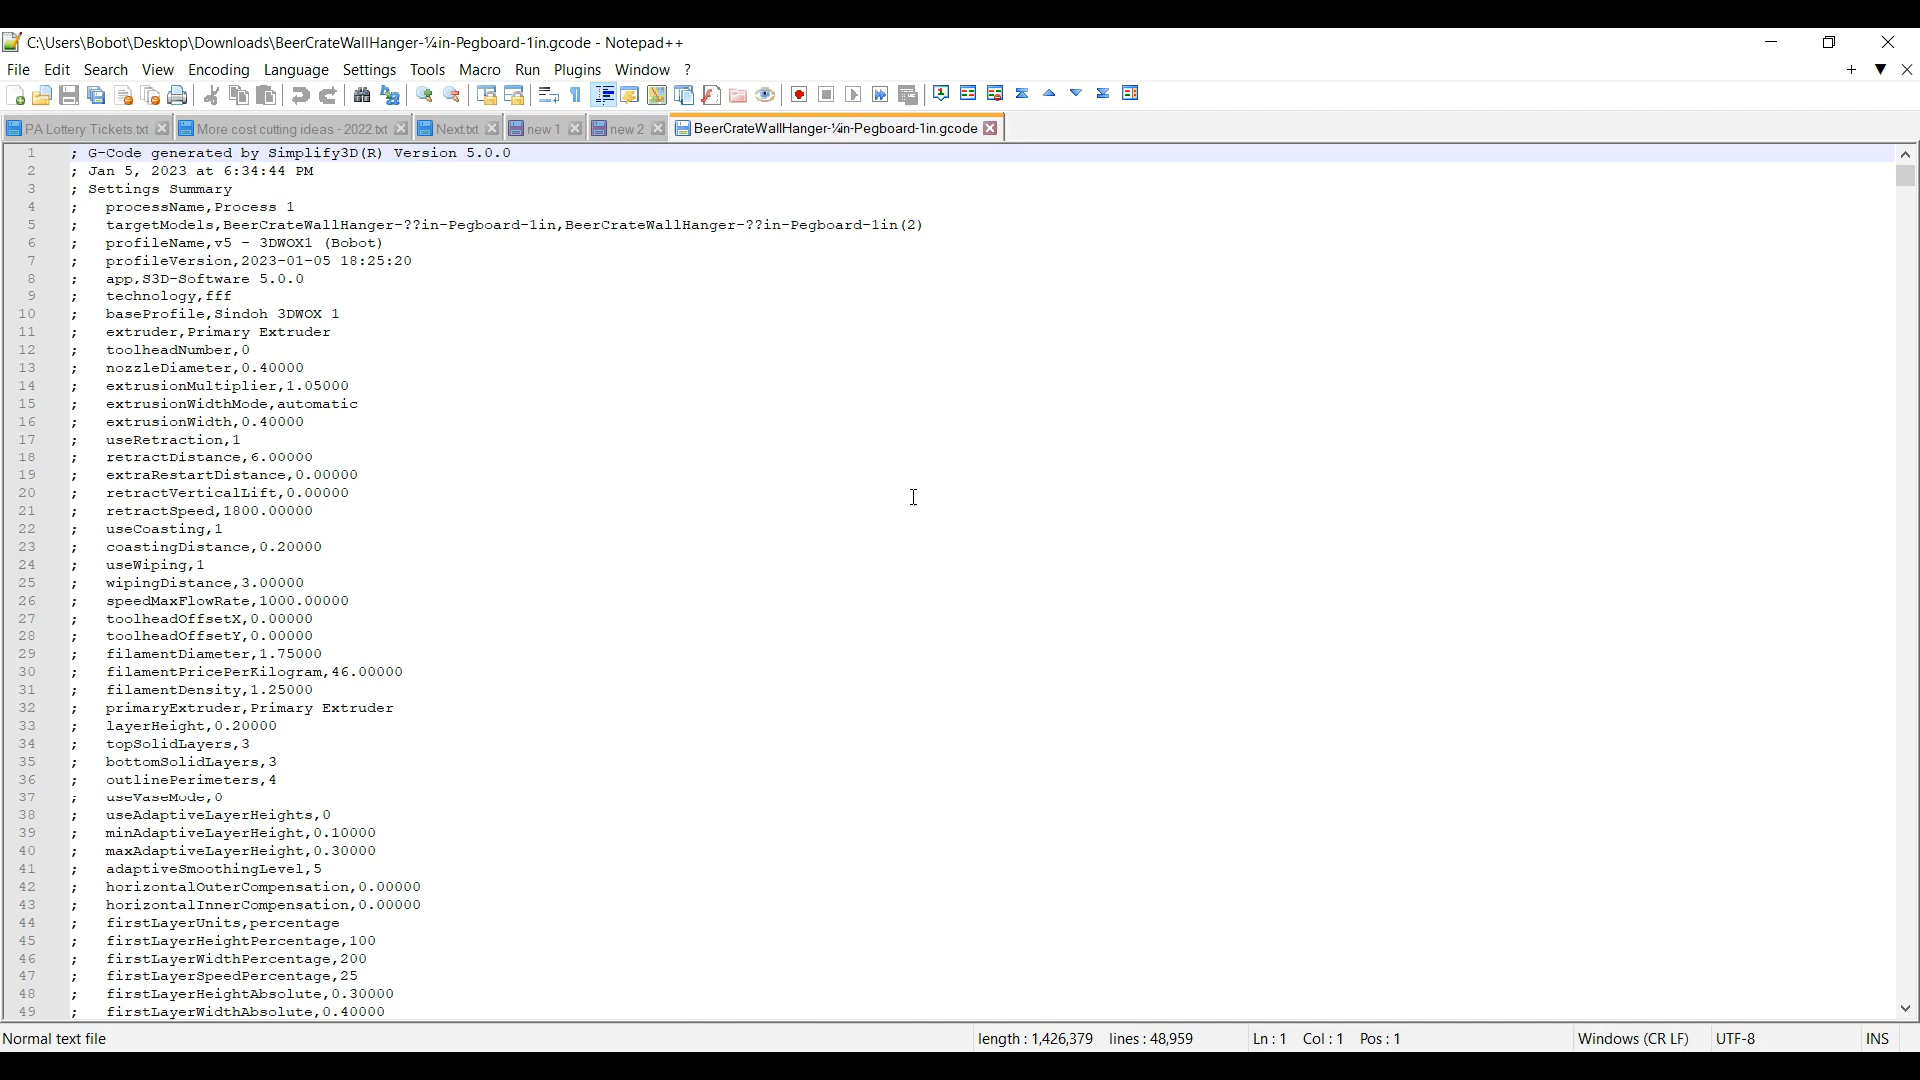 C:\Users\Bobot\Desktop\Downloads\BeerCrateWallHanger-¼in-Pegboard-1in.gcode - Notepad++
File Edit Search View Encoding Language Settings Tools Macro Run Plugins Window ?
PA Lottery Tickets.txt More cost cutting ideas - 2022.txt Next.txt new 1 new 2 BeerCrateWallHanger-¼in-Pegboard-1in.gcode
1 ; G-Code generated by Simplify3D(R) Version 5.0.0
2 ; Jan 5, 2023 at 6:34:44 PM
3 ; Settings Summary
4 ; processName,Process 1
5 ; targetModels,BeerCrateWallHanger-??in-Pegboard-1in,BeerCrateWallHanger-??in-Pegboard-1in(2)
6 ; profileName,v5 - 3DWOX1 (Bobot)
7 ; profileVersion,2023-01-05 18:25:20
8 ; app,S3D-Software 5.0.0
9 ; technology,fff
10 ; baseProfile,Sindoh 3DWOX 1
11 ; extruder,Primary Extruder
12 ; toolheadNumber,0
13 ; nozzleDiameter,0.40000
14 ; extrusionMultiplier,1.05000
15 ; extrusionWidthMode,automatic
16 ; extrusionWidth,0.40000
17 ; useRetraction,1
18 ; retractDistance,6.00000
19 ; extraRestartDistance,0.00000
20 ; retractVerticalLift,0.00000
21 ; retractSpeed,1800.00000
22 ; useCoasting,1
23 ; coastingDistance,0.20000
24 ; useWiping,1
25 ; wipingDistance,3.00000
26 ; speedMaxFlowRate,1000.00000
27 ; toolheadOffsetX,0.00000
28 ; toolheadOffsetY,0.00000
29 ; filamentDiameter,1.75000
30 ; filamentPricePerKilogram,46.00000
31 ; filamentDensity,1.25000
32 ; primaryExtruder,Primary Extruder
33 ; layerHeight,0.20000
34 ; topSolidLayers,3
35 ; bottomSolidLayers,3
36 ; outlinePerimeters,4
37 ; useVaseMode,0
38 ; useAdaptiveLayerHeights,0
39 ; minAdaptiveLayerHeight,0.10000
40 ; maxAdaptiveLayerHeight,0.30000
41 ; adaptiveSmoothingLevel,5
42 ; horizontalOuterCompensation,0.00000
43 ; horizontalInnerCompensation,0.00000
44 ; firstLayerUnits,percentage
45 ; firstLayerHeightPercentage,100
46 ; firstLayerWidthPercentage,200
47 ; firstLayerSpeedPercentage,25
48 ; firstLayerHeightAbsolute,0.30000
49 ; firstLayerWidthAbsolute,0.40000
Normal text file length : 1,426,379 lines : 48,959 Ln : 1 Col : 1 Pos : 1 Windows (CR LF) UTF-8 INS